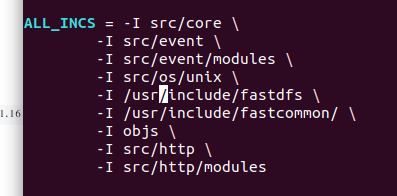 ALL_INCS = -I src/core \
-I src/event \
-I src/event/modules \
-I src/os/unix \
-I /usr/include/fastdfs \
-I /usr/include/fastcommon/ \
-I objs \
-I src/http \
-I src/http/modules
1.16